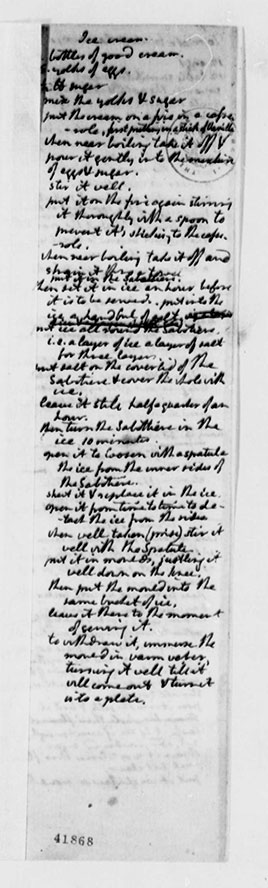 Ice cream.
bottles of good cream.
yolks of eggs.
℔ sugar
mix the yolks & sugar
put the cream on a fire in a casse-
-role, first putting in a stick of Vanilla.
when near boiling take it off &
pour it gently into the mixture
of eggs & sugar.
stir it well.
put it on the fire again stirring
it thoroughly with a spoon to
prevent it's sticking to the casse-
-role.
when near boiling take it off and
strain it thro' a towel.
put it in the Sabottiere.
then set it in ice an hour before
it is to be served. put into the
ice a handful of salt.
put ice all round the Sabottiere.
i.e. a layer of ice a layer of salt
for three layers.
put salt on the coverlid of the
Sabotiere & cover the whole with
ice.
leave it still half a quarter of an
hour.
then turn the Sabottiere in the
ice 10 minutes.
open it to loosen with a spatula
the ice from the inner sides of
the Sabotiere.
shut it & replace it in the ice.
open it from time to time to de-
-tach the ice from the sides
when well taken (prise) stir it
well with the Spatula.
put it in moulds, justling it
well down on the knee.
then put the mould into the
same bucket of ice.
leave it there to the moment
of serving it.
to withdraw it, immerse the
mould in warm water,
turning it well till it
will come out & turn it
into a plate.
41868